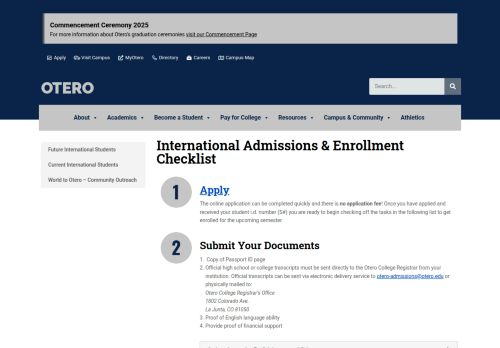 Commencement Ceremony 2025
For more information about Otero's graduation ceremonies visit our Commencement Page
Apply Visit Campus MyOtero Directory Careers Campus Map
OTERO
Search...
About Academics Become a Student Pay for College Resources Campus & Community Athletics
Future International Students
Current International Students
World to Otero – Community Outreach
International Admissions & Enrollment
Checklist
1 Apply
The online application can be completed quickly and there is no application fee! Once you have applied and
received your student i.d. number (S#) you are ready to begin checking off the tasks in the following list to get
enrolled for the upcoming semester.
2 Submit Your Documents
1. Copy of Passport ID page
2. Official high school or college transcripts must be sent directly to the Otero College Registrar from your
institution. Official transcripts can be sent via electronic delivery service to otero-admissions@otero.edu or
physically mailed to:
Otero College Registrar's Office
1802 Colorado Ave.
La Junta, CO 81050
3. Proof of English language ability
4. Provide proof of financial support